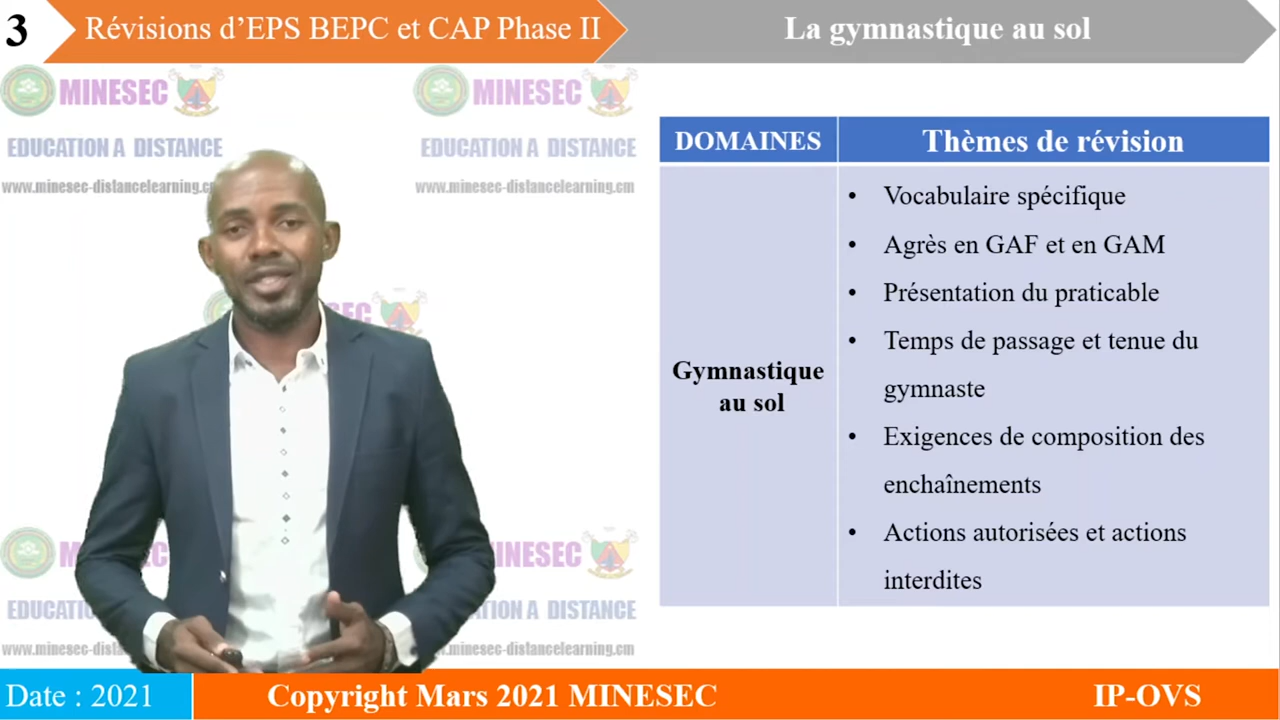 3
Révisions d’EPS BEPC et CAP Phase II
La gymnastique au sol
MINESEC
MINESEC
EDUCATION A DISTANCE
EDUCATION A DISTANCE
www.minesec-distancelearning.c
www.minesec-distancelearning.cm
DOMAINES
Thèmes de révision
Gymnastique
au sol
• Vocabulaire spécifique
• Agrès en GAF et en GAM
• Présentation du praticable
• Temps de passage et tenue du
gymnaste
• Exigences de composition des
enchaînements
• Actions autorisées et actions
interdites
MINESEC
Date : 2021
Copyright Mars 2021 MINESEC
IP-OVS